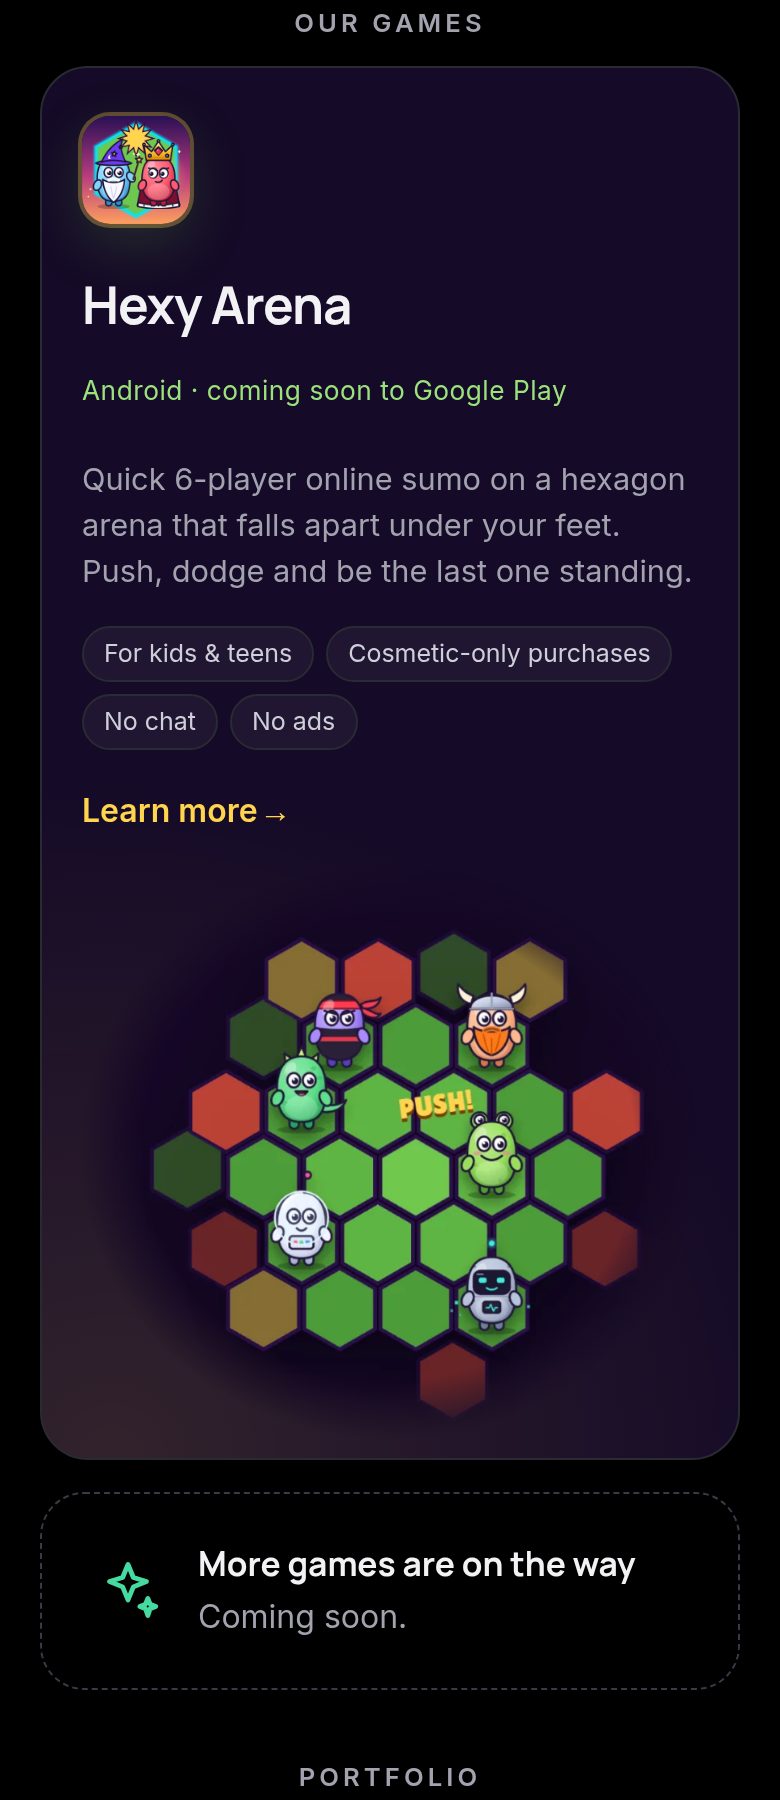 OUR GAMES
Hexy Arena
Android · coming soon to Google Play
Quick 6-player online sumo on a hexagon
arena that falls apart under your feet.
Push, dodge and be the last one standing.
For kids & teens
Cosmetic-only purchases
No chat
No ads
Learn more→
PUSH!
More games are on the way
Coming soon.
PORTFOLIO